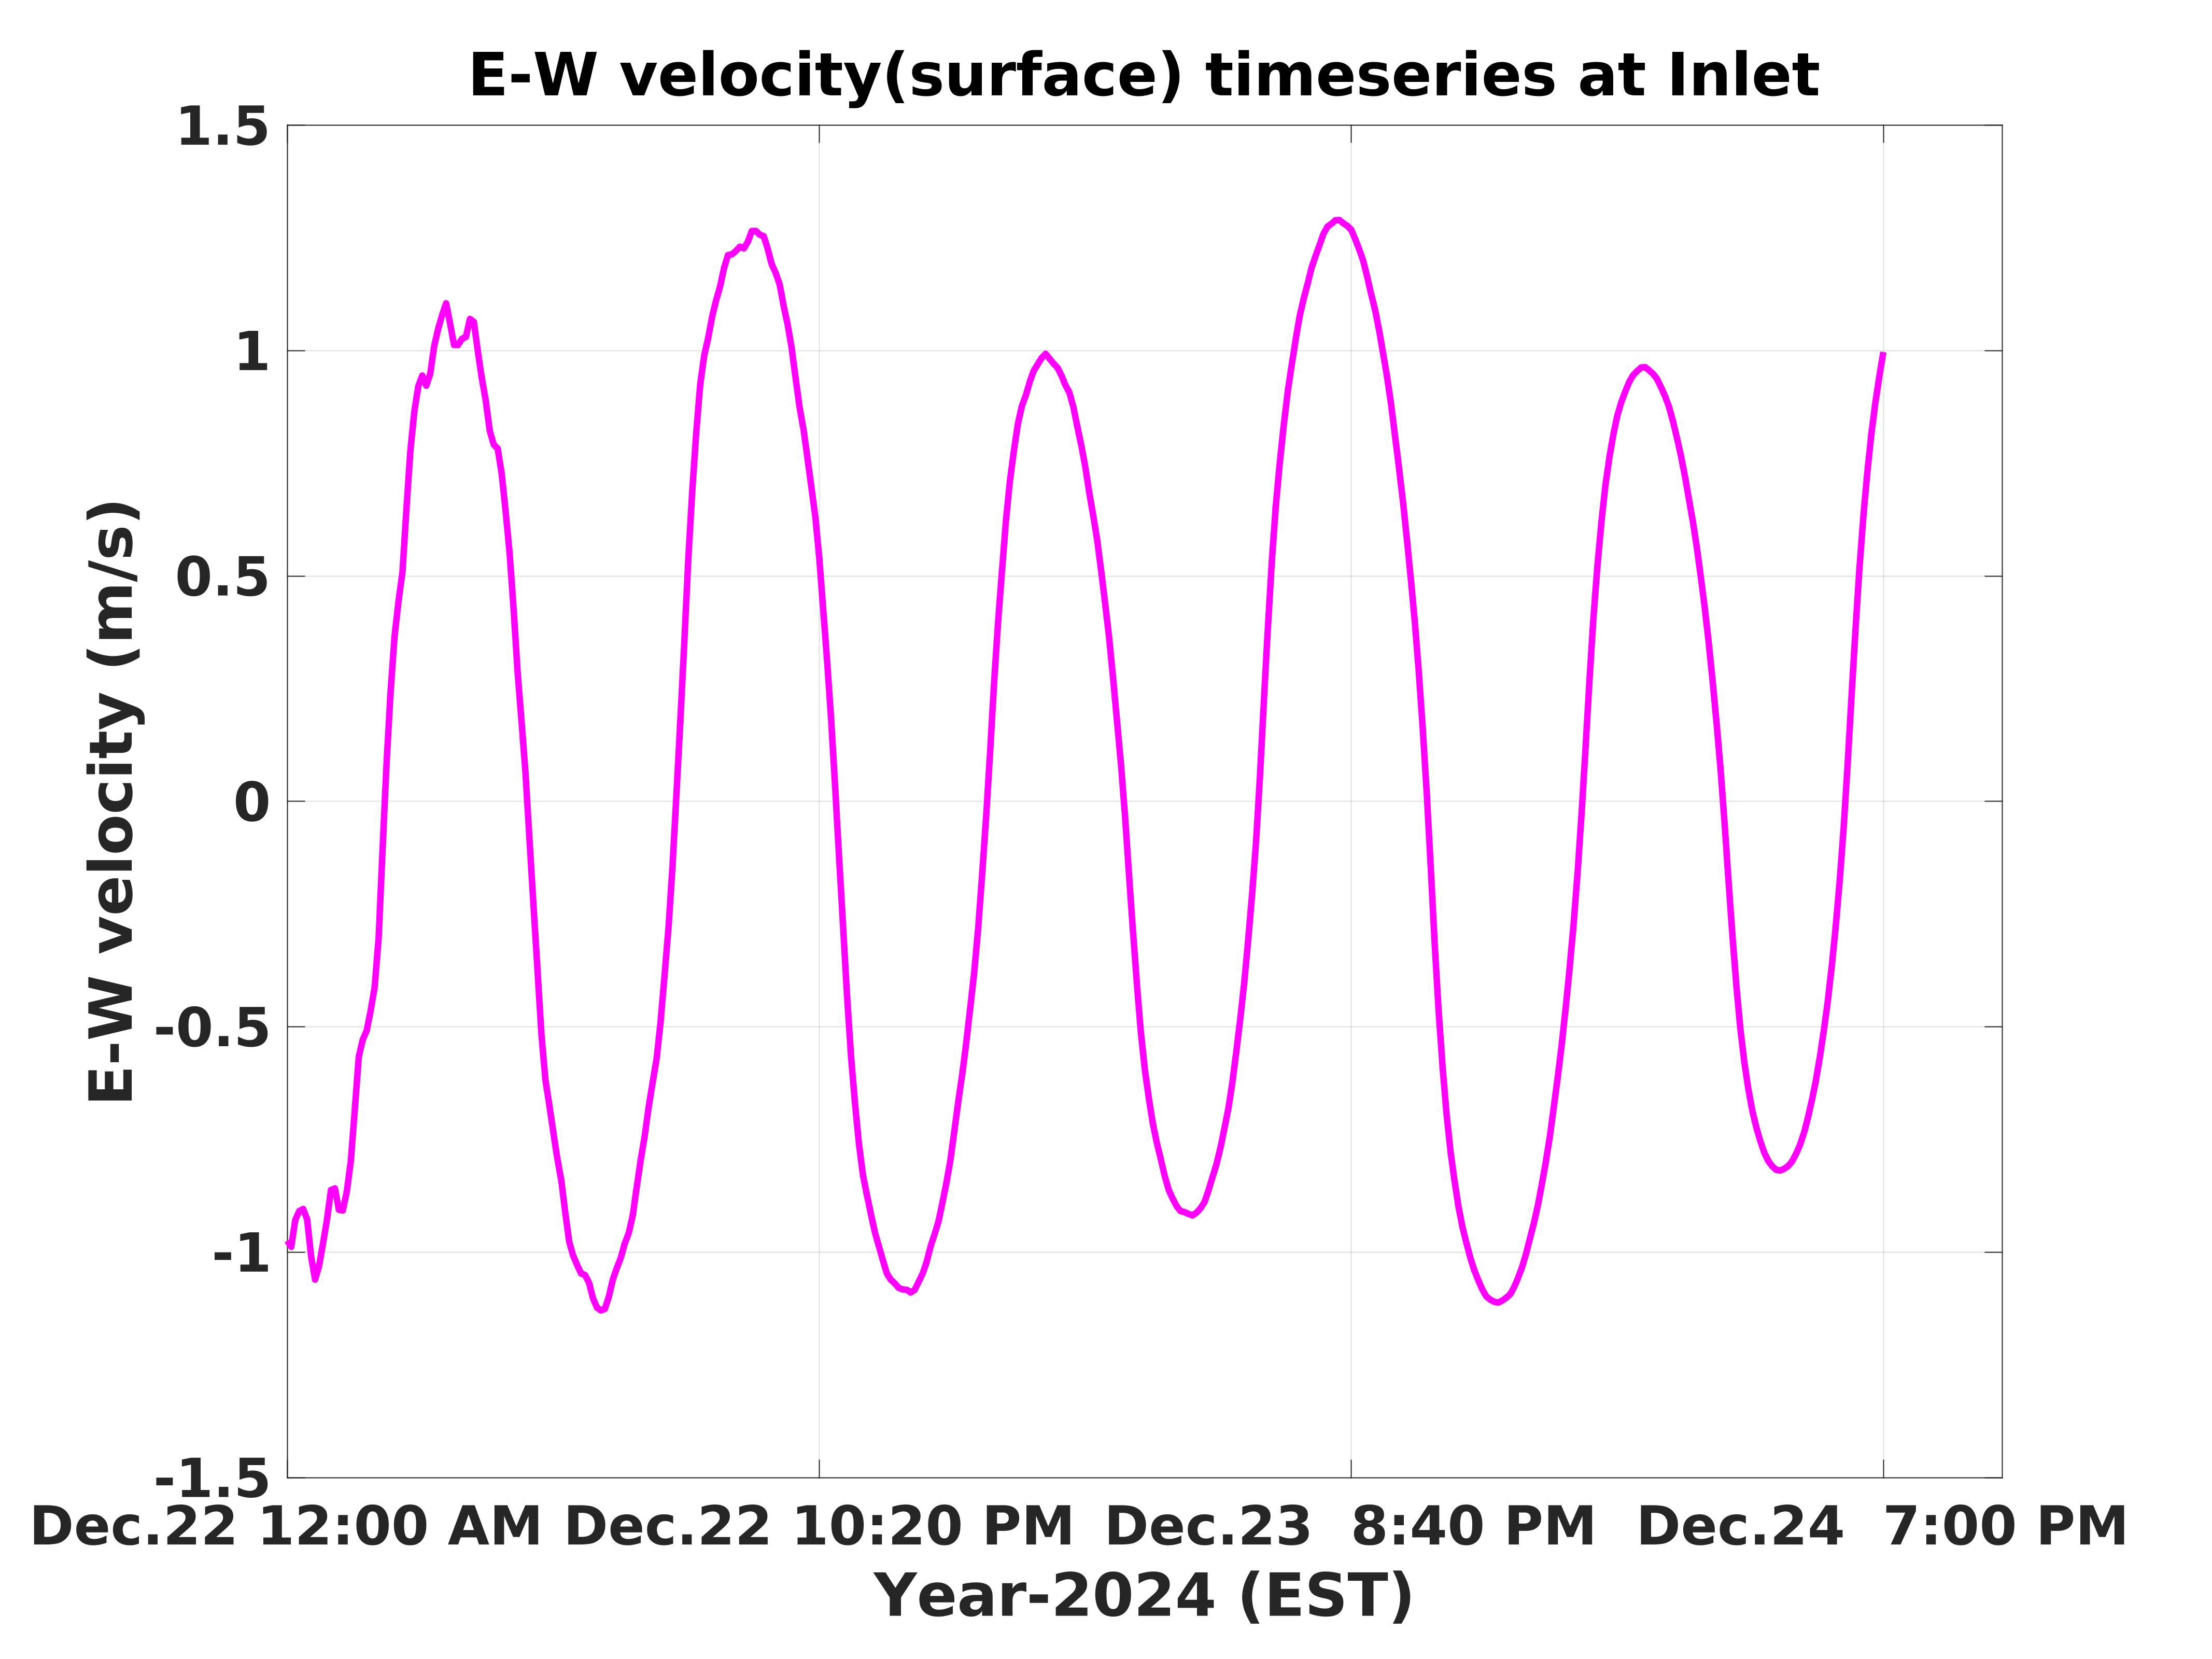 E-W velocity(surface) timeseries at Inlet
E-W velocity (m/s)
1.5
1
0.5
0
-0.5
-1
-1.5
Dec.22 12:00 AM Dec.22 10:20 PM Dec.23 8:40 PM Dec.24 7:00 PM
Year-2024 (EST)